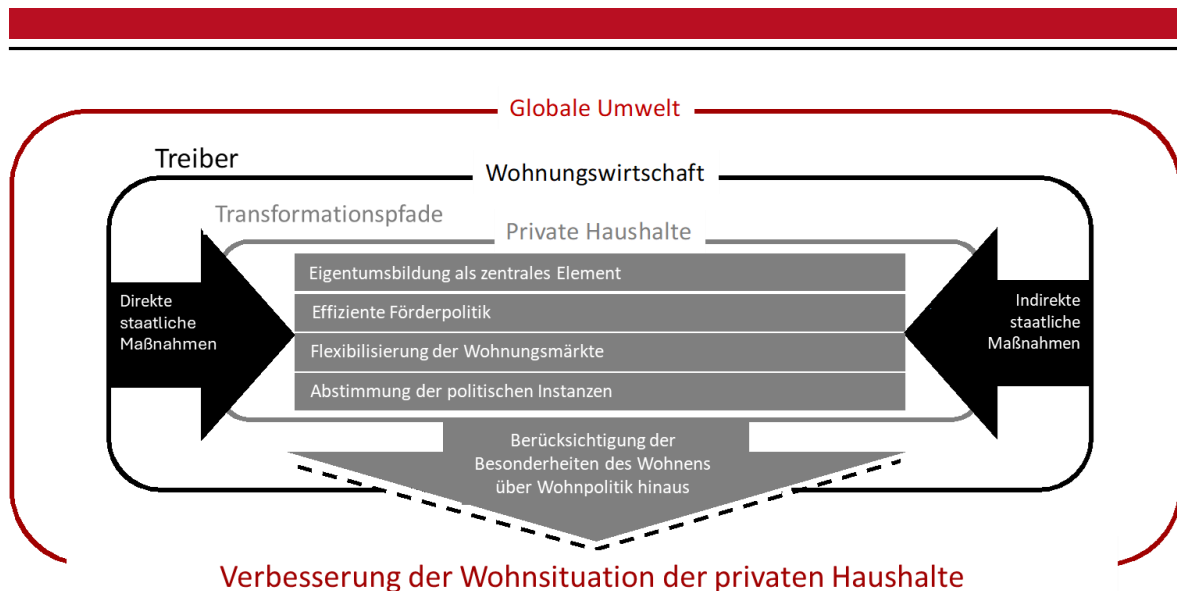 Globale Umwelt
Treiber
Wohnungswirtschaft
Transformationspfade
Private Haushalte
Eigentumsbildung als zentrales Element
Effiziente Förderpolitik
Flexibilisierung der Wohnungsmärkte
Abstimmung der politischen Instanzen
Direkte
staatliche
Maßnahmen
Indirekte
staatliche
Maßnahmen
Berücksichtigung der
Besonderheiten des Wohnens
über Wohnpolitik hinaus
Verbesserung der Wohnsituation der privaten Haushalte